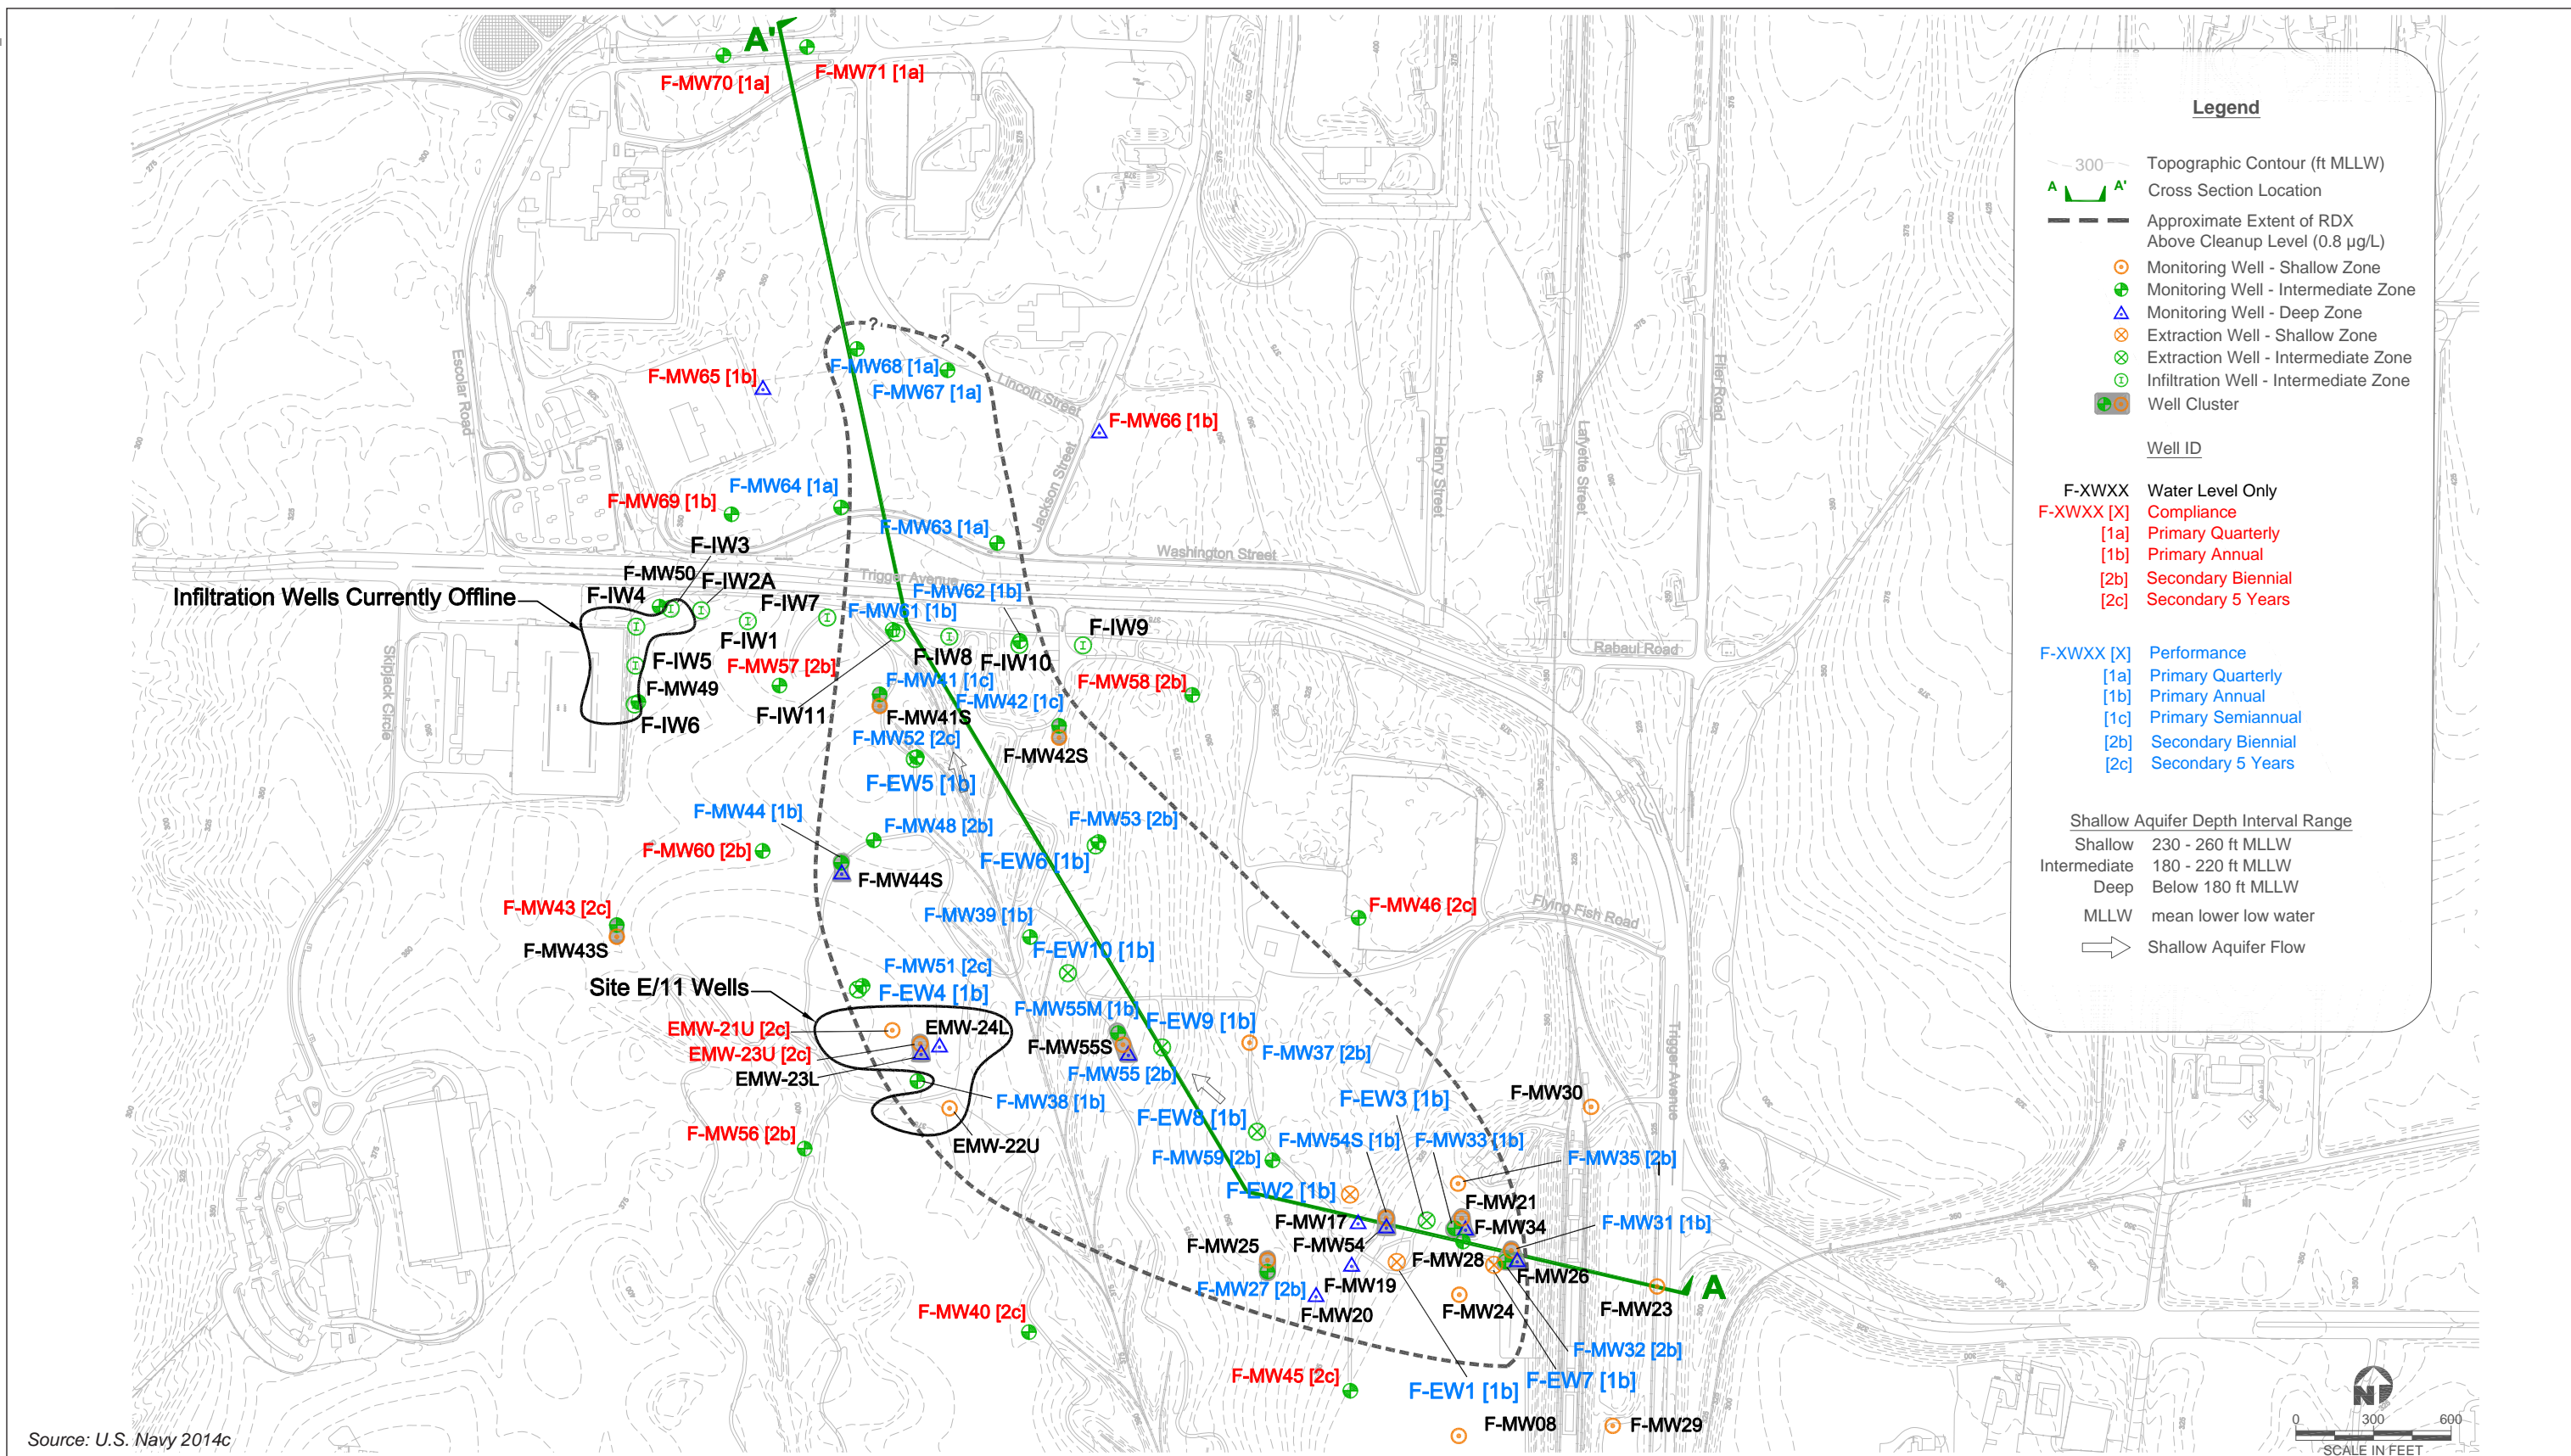 A'
F-MW70 [1a]
F-MW71 [1a]
F-MW68 [1a]
F-MW67 [1a]
F-MW65 [1b]
F-MW66 [1b]
?
?
Lincoln Street
Jackson Street
Escolar Road
Henry Street
Lafyette Street
Flier Road
F-MW64 [1a]
F-MW69 [1b]
F-MW63 [1a]
Washington Street
Trigger Avenue
F-IW3
F-MW50
F-IW2A
F-IW4
Infiltration Wells Currently Offline
F-IW7
F-MW62 [1b]
F-MW61 [1b]
F-IW1
F-IW8
F-IW10
F-IW9
Rabaul Road
F-IW5
F-MW57 [2b]
F-MW49
F-MW41 [1c]
F-MW58 [2b]
F-MW42 [1c]
F-IW6
F-IW11
F-MW41S
Skipjack Circle
F-MW52 [2c]
F-MW42S
F-EW5 [1b]
F-MW44 [1b]
F-MW48 [2b]
F-MW53 [2b]
F-MW60 [2b]
F-EW6 [1b]
F-MW44S
F-MW43 [2c]
F-MW39 [1b]
F-MW46 [2c]
Flying Fish Road
F-MW43S
F-EW10 [1b]
F-MW51 [2c]
Site E/11 Wells
F-EW4 [1b]
F-MW55M [1b]
F-EW9 [1b]
EMW-21U [2c]
EMW-24L
EMW-23U [2c]
F-MW55S
F-MW37 [2b]
EMW-23L
F-MW55 [2b]
Trigger Avenue
F-MW38 [1b]
F-EW3 [1b]
F-MW30
F-EW8 [1b]
F-MW56 [2b]
EMW-22U
F-MW54S [1b]
F-MW33 [1b]
F-MW59 [2b]
F-MW35 [2b]
F-EW2 [1b]
F-MW21
F-MW17
F-MW34
F-MW31 [1b]
F-MW25
F-MW54
F-MW28
F-MW26
F-MW27 [2b]
F-MW19
A
F-MW40 [2c]
F-MW20
F-MW24
F-MW23
F-MW32 [2b]
F-MW45 [2c]
F-EW1 [1b]
F-EW7 [1b]
F-MW08
F-MW29
Legend
300 Topographic Contour (ft MLLW)
A A' Cross Section Location
Approximate Extent of RDX
Above Cleanup Level (0.8 µg/L)
Monitoring Well - Shallow Zone
Monitoring Well - Intermediate Zone
Monitoring Well - Deep Zone
Extraction Well - Shallow Zone
Extraction Well - Intermediate Zone
Infiltration Well - Intermediate Zone
Well Cluster
Well ID
F-XWXX Water Level Only
F-XWXX [X] Compliance
[1a] Primary Quarterly
[1b] Primary Annual
[2b] Secondary Biennial
[2c] Secondary 5 Years
F-XWXX [X] Performance
[1a] Primary Quarterly
[1b] Primary Annual
[1c] Primary Semiannual
[2b] Secondary Biennial
[2c] Secondary 5 Years
Shallow Aquifer Depth Interval Range
Shallow 230 - 260 ft MLLW
Intermediate 180 - 220 ft MLLW
Deep Below 180 ft MLLW
MLLW mean lower low water
Shallow Aquifer Flow
N
0 300 600
SCALE IN FEET
Source: U.S. Navy 2014c